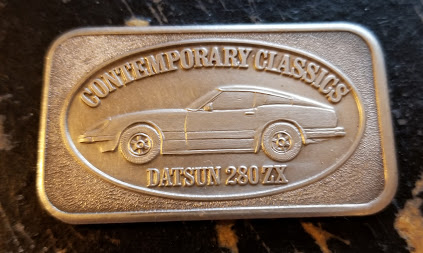 CONTEMPORARY CLASSICS
DATSUN 280 ZX